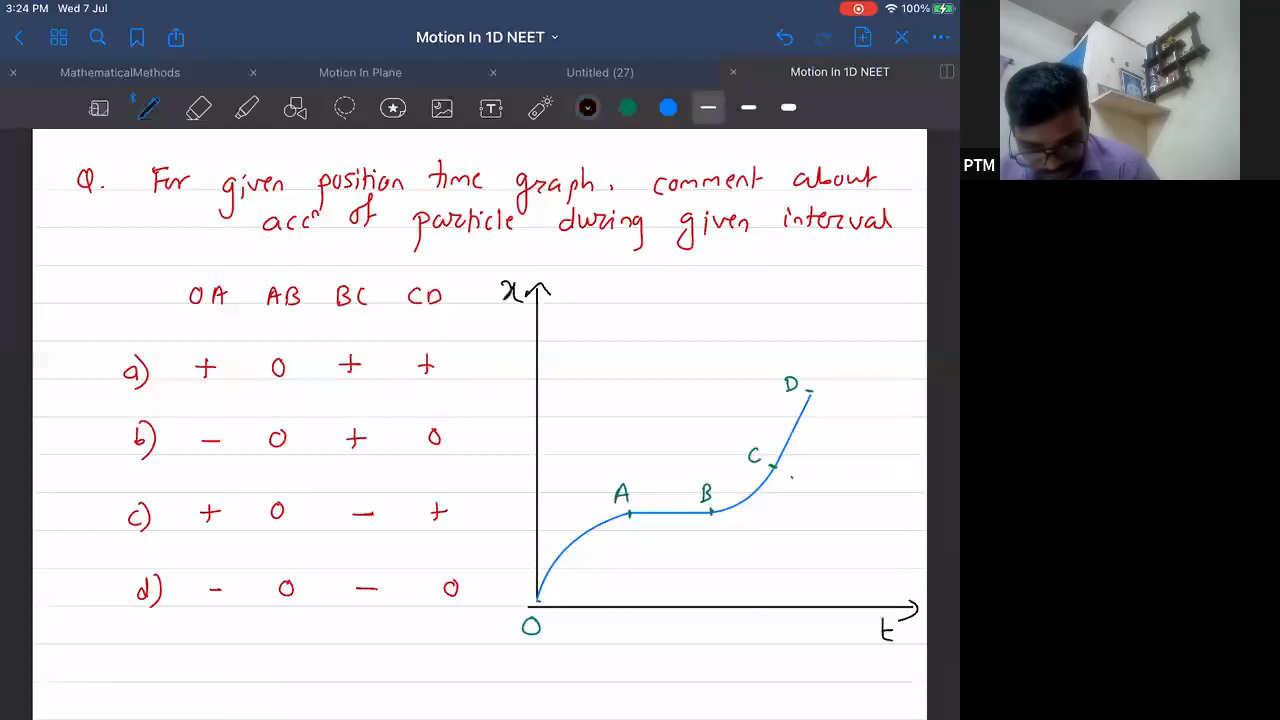 3:24 PM Wed 7 Jul
100%
Motion In 1D NEET
MathematicalMethods
Motion In Plane
Untitled (27)
Motion In 1D NEET
PTM
Q. For given position time graph. comment about
accⁿ of particle during given interval
OA AB BC CD
a) + 0 + +
b) - 0 + 0
c) + 0 - +
d) - 0 - 0
x
D
C
A B
O
t